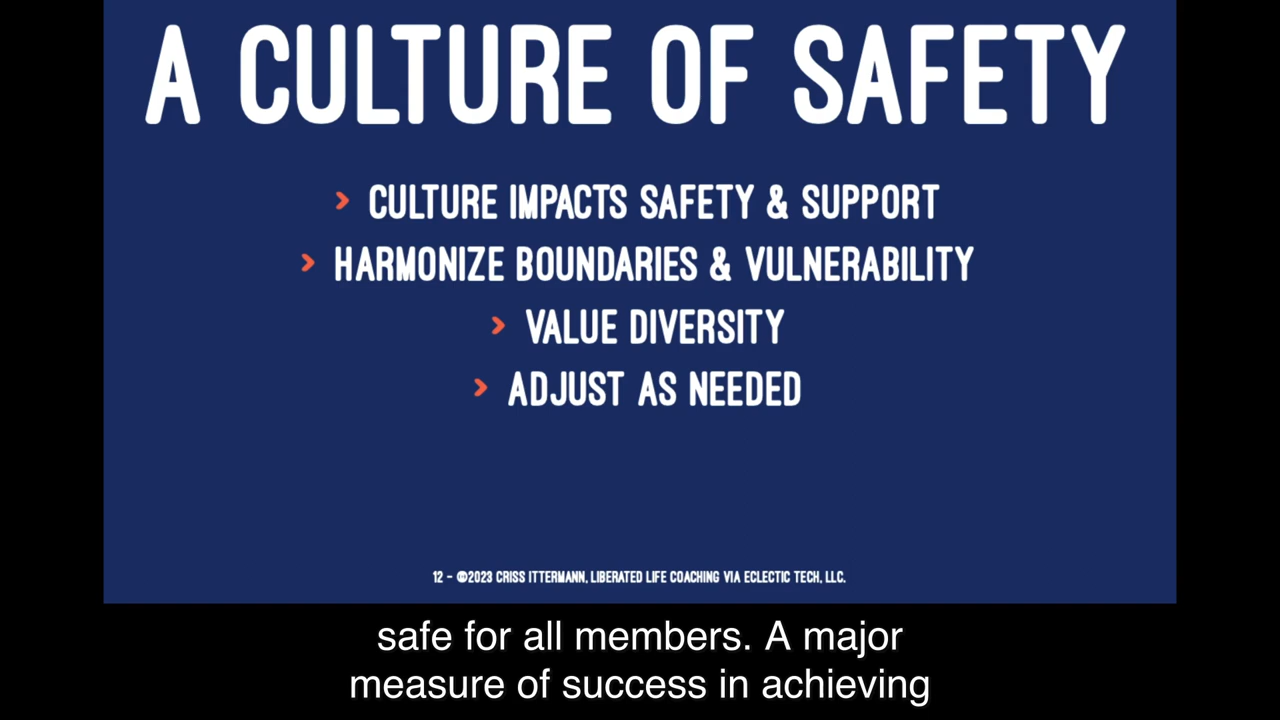 A CULTURE OF SAFETY
> CULTURE IMPACTS SAFETY & SUPPORT
> HARMONIZE BOUNDARIES & VULNERABILITY
> VALUE DIVERSITY
> ADJUST AS NEEDED
12 - ©2023 CRISS ITTERMANN, LIBERATED LIFE COACHING VIA ECLECTIC TECH, LLC.
safe for all members. A major
measure of success in achieving